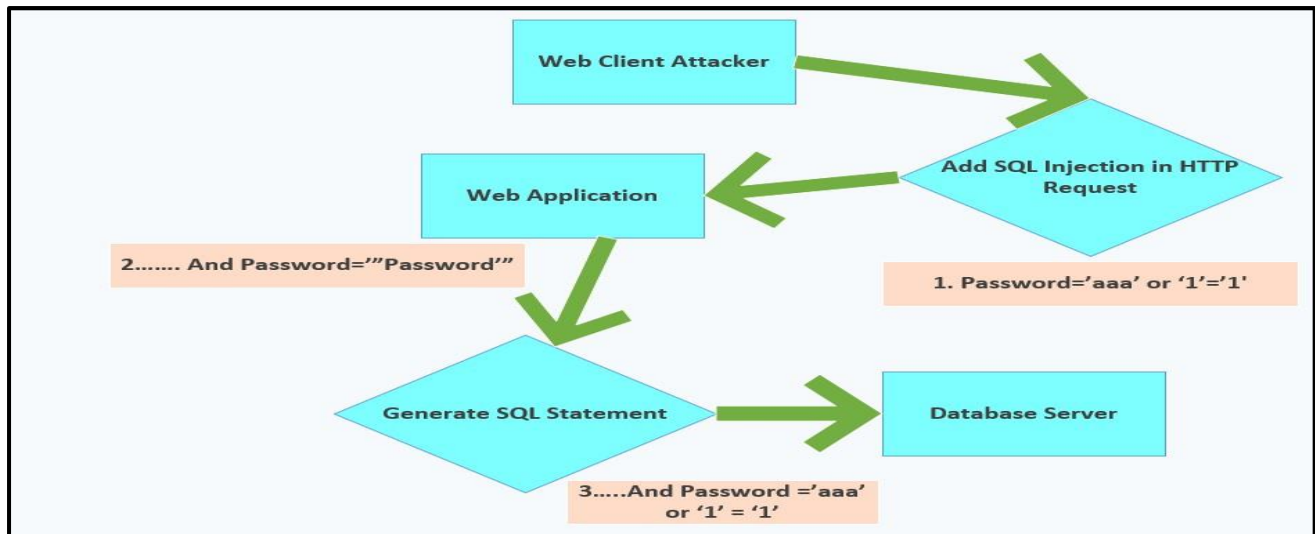 Web Client Attacker
Add SQL Injection in HTTP
Request
Web Application
2……. And Password=’”Password’”
1. Password=’aaa’ or ‘1’=’1'
Generate SQL Statement
Database Server
3…..And Password =’aaa’
or ‘1’ = ‘1’